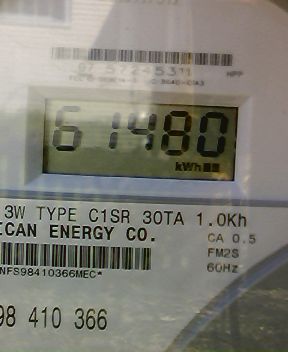 61480
kWh
3W TYPE C1SR 30TA 1.0Kh
ICAN ENERGY CO.
CA 0.5
FM2S
60Hz
NFS98410366MEC*
98 410 366